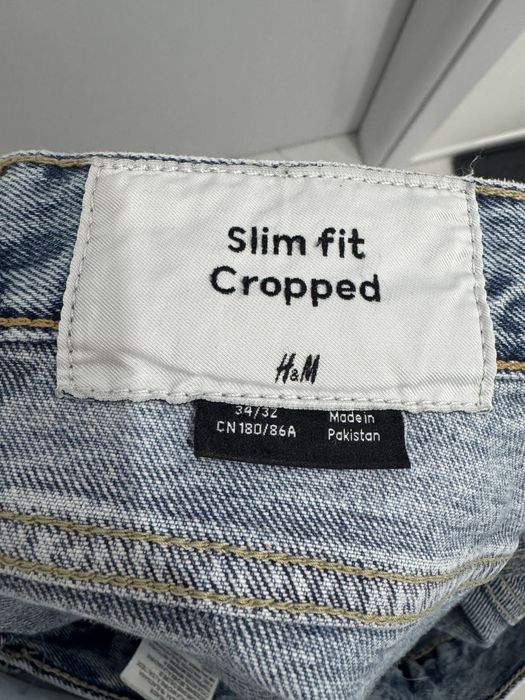 Slim fit
Cropped
H&M
34/32
CN 180/86A
Made in
Pakistan